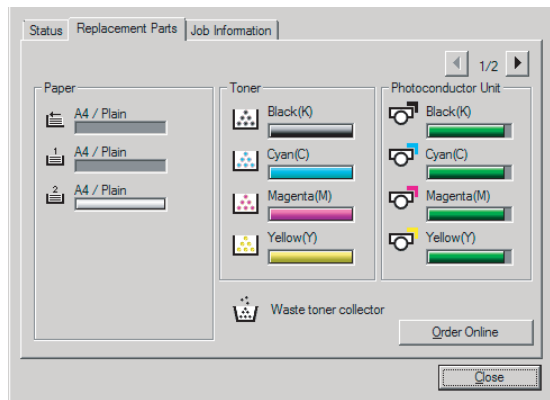 Status Replacement Parts Job Information
1/2
Paper
A4 / Plain
1 A4 / Plain
2 A4 / Plain
Toner
Black(K)
Cyan(C)
Magenta(M)
Yellow(Y)
Photoconductor Unit
Black(K)
Cyan(C)
Magenta(M)
Yellow(Y)
Waste toner collector
Order Online
Close